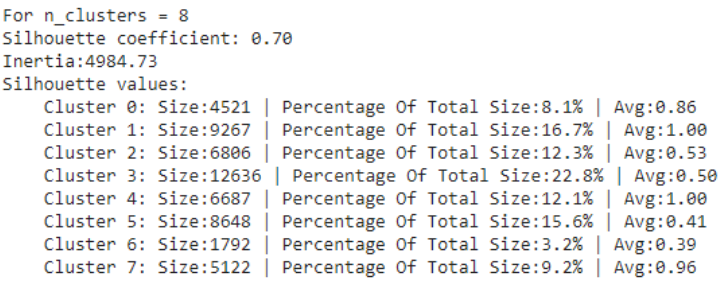 For n_clusters = 8
Silhouette coefficient: 0.70
Inertia:4984.73
Silhouette values:
    Cluster 0: Size:4521 | Percentage Of Total Size:8.1% | Avg:0.86
    Cluster 1: Size:9267 | Percentage Of Total Size:16.7% | Avg:1.00
    Cluster 2: Size:6806 | Percentage Of Total Size:12.3% | Avg:0.53
    Cluster 3: Size:12636 | Percentage Of Total Size:22.8% | Avg:0.50
    Cluster 4: Size:6687 | Percentage Of Total Size:12.1% | Avg:1.00
    Cluster 5: Size:8648 | Percentage Of Total Size:15.6% | Avg:0.41
    Cluster 6: Size:1792 | Percentage Of Total Size:3.2% | Avg:0.39
    Cluster 7: Size:5122 | Percentage Of Total Size:9.2% | Avg:0.96